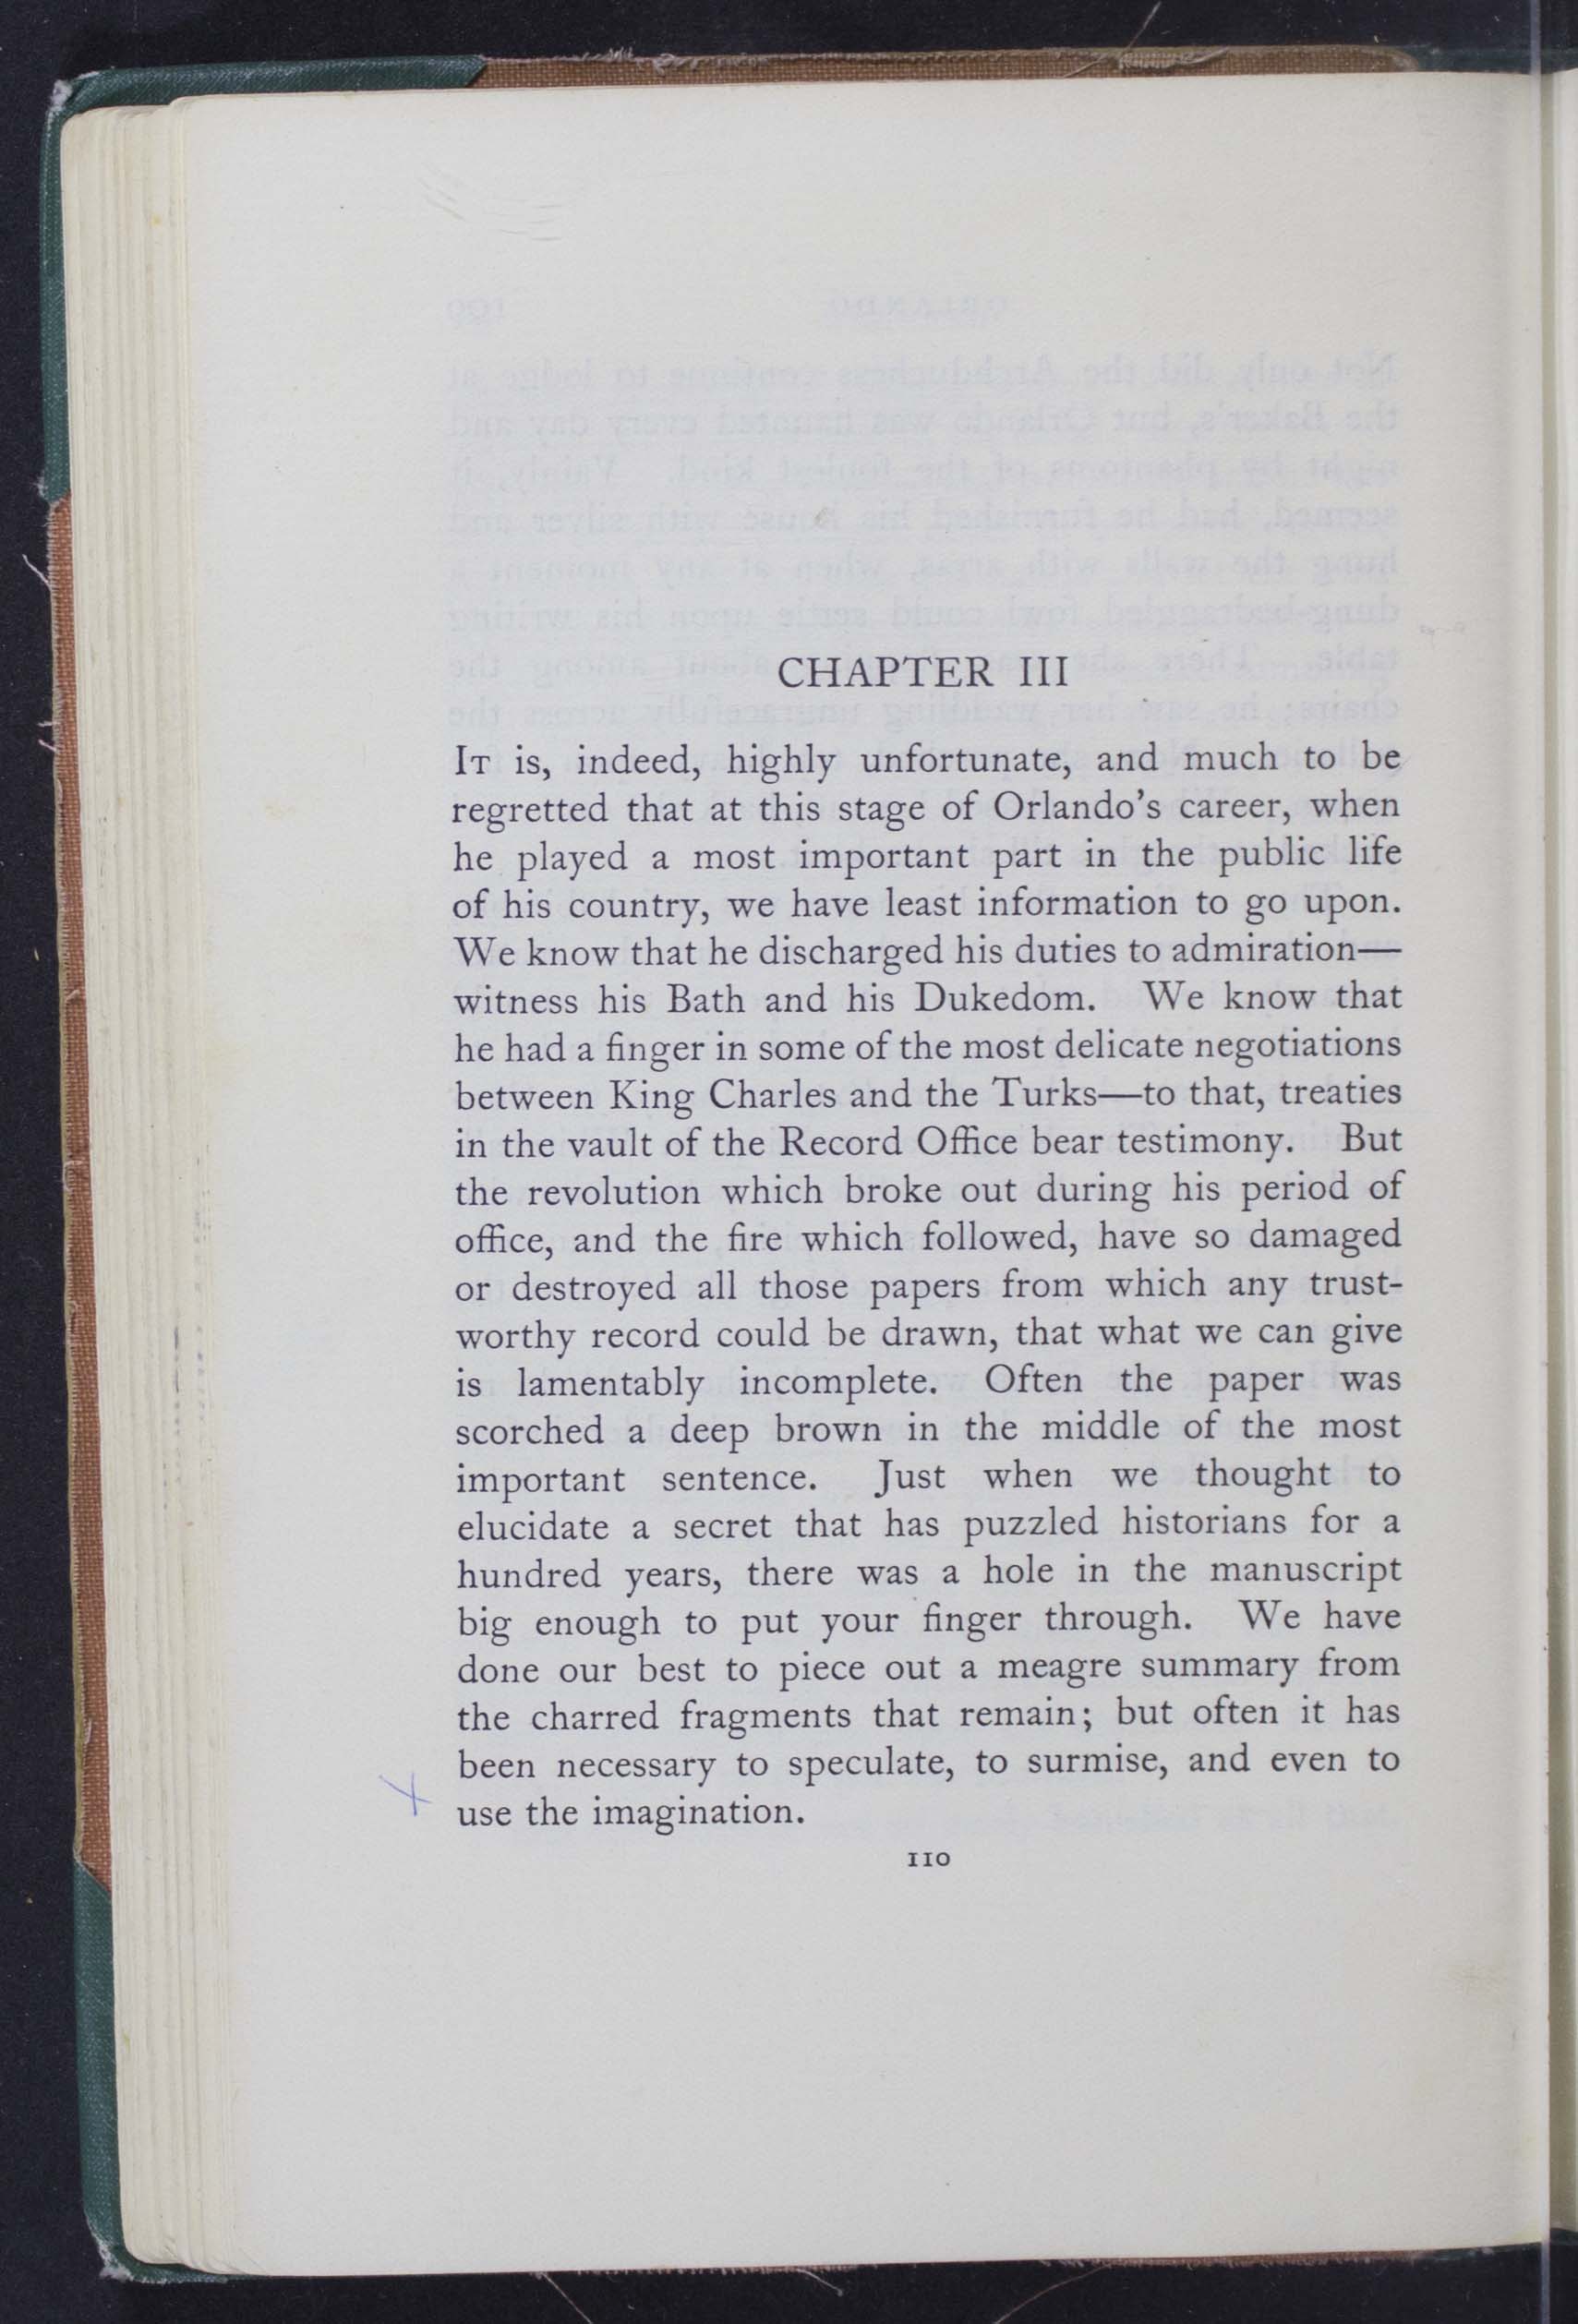 CHAPTER III
IT is, indeed, highly unfortunate, and much to be
regretted that at this stage of Orlando's career, when
he played a most important part in the public life
of his country, we have least information to go upon.
We know that he discharged his duties to admiration—
witness his Bath and his Dukedom. We know that
he had a finger in some of the most delicate negotiations
between King Charles and the Turks—to that, treaties
in the vault of the Record Office bear testimony. But
the revolution which broke out during his period of
office, and the fire which followed, have so damaged
or destroyed all those papers from which any trust-
worthy record could be drawn, that what we can give
is lamentably incomplete. Often the paper was
scorched a deep brown in the middle of the most
important sentence. Just when we thought to
elucidate a secret that has puzzled historians for a
hundred years, there was a hole in the manuscript
big enough to put your finger through. We have
done our best to piece out a meagre summary from
the charred fragments that remain; but often it has
been necessary to speculate, to surmise, and even to
use the imagination.
110